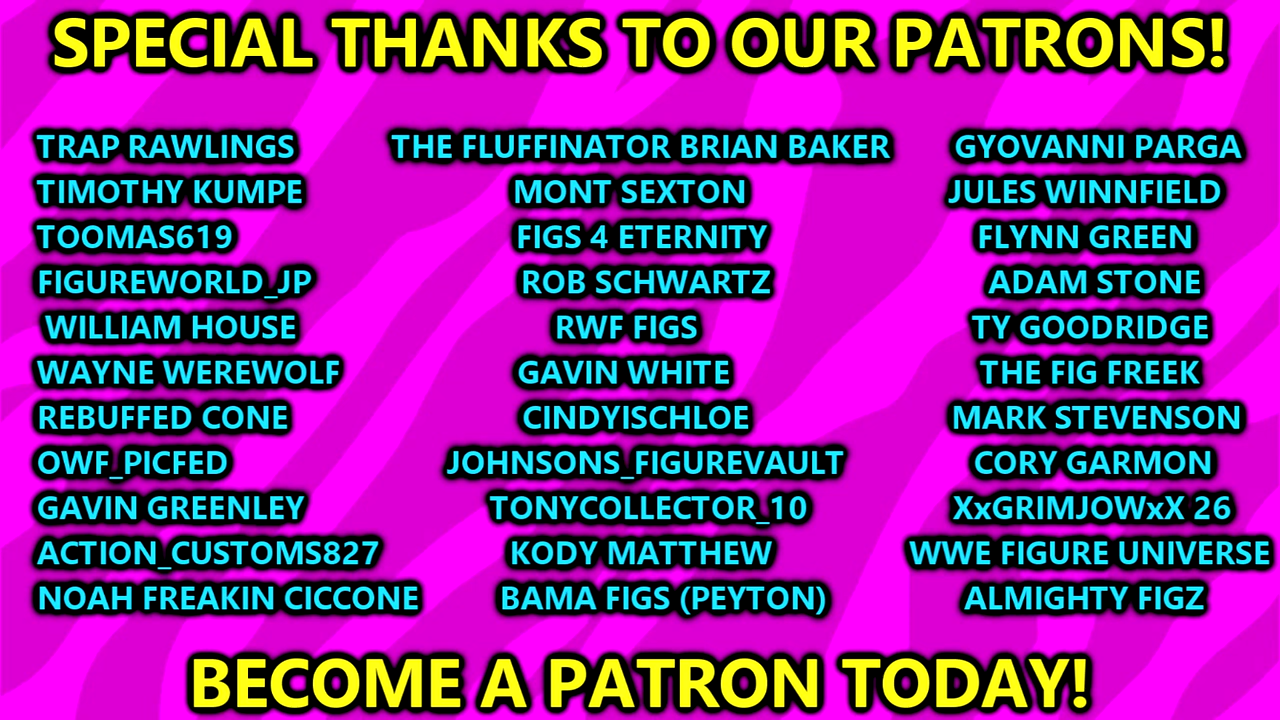 SPECIAL THANKS TO OUR PATRONS!
TRAP RAWLINGS
TIMOTHY KUMPE
TOOMAS619
FIGUREWORLD_JP
WILLIAM HOUSE
WAYNE WEREWOLF
REBUFFED CONE
OWF_PICFED
GAVIN GREENLEY
ACTION_CUSTOMS827
NOAH FREAKIN CICCONE
THE FLUFFINATOR BRIAN BAKER
MONT SEXTON
FIGS 4 ETERNITY
ROB SCHWARTZ
RWF FIGS
GAVIN WHITE
CINDYISCHLOE
JOHNSONS_FIGUREVAULT
TONYCOLLECTOR_10
KODY MATTHEW
BAMA FIGS (PEYTON)
GYOVANNI PARGA
JULES WINNFIELD
FLYNN GREEN
ADAM STONE
TY GOODRIDGE
THE FIG FREEK
MARK STEVENSON
CORY GARMON
XxGRIMJOWxX 26
WWE FIGURE UNIVERSE
ALMIGHTY FIGZ
BECOME A PATRON TODAY!